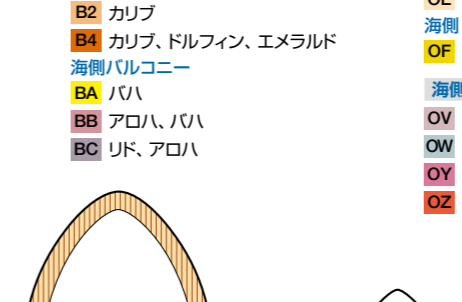 B2 カリブ
B4 カリブ、ドルフィン、エメラルド
海側バルコニー
BA バハ
BB アロハ、バハ
BC リド、アロハ
海側
OF
海側
OV
OW
OY
OZ